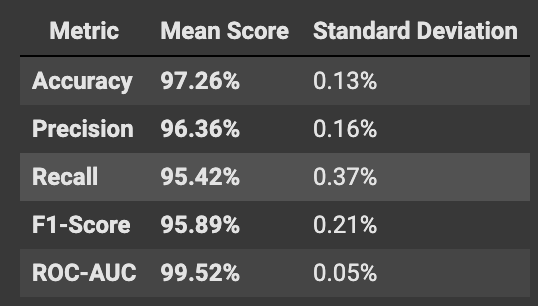 Metric Mean Score Standard Deviation
Accuracy 97.26% 0.13%
Precision 96.36% 0.16%
Recall 95.42% 0.37%
F1-Score 95.89% 0.21%
ROC-AUC 99.52% 0.05%